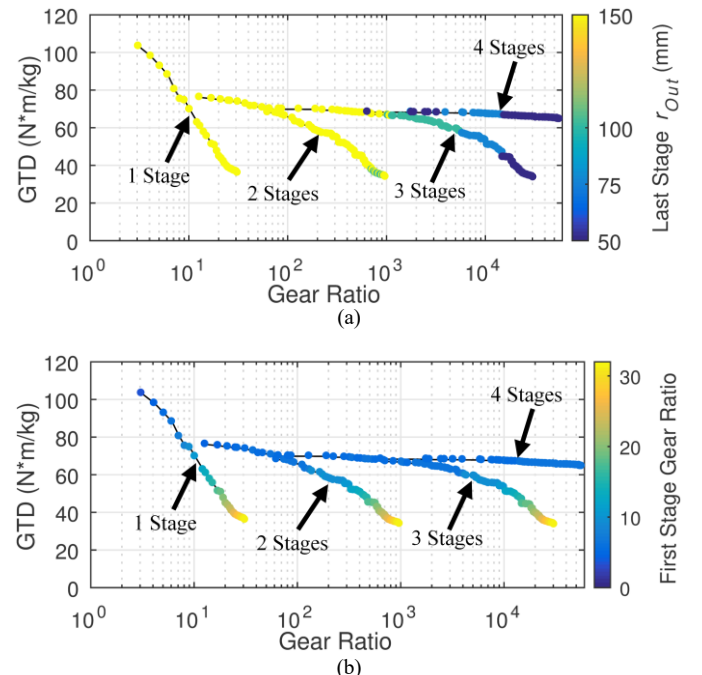 120
100
80
60
40
20
0
GTD (N*m/kg)
1 Stage
2 Stages
3 Stages
4 Stages
10^0
10^1
10^2
10^3
10^4
Gear Ratio
150
100
75
50
Last Stage r_Out (mm)
(a)
120
100
80
60
40
20
0
GTD (N*m/kg)
1 Stage
2 Stages
3 Stages
4 Stages
10^0
10^1
10^2
10^3
10^4
Gear Ratio
30
20
10
0
First Stage Gear Ratio
(b)